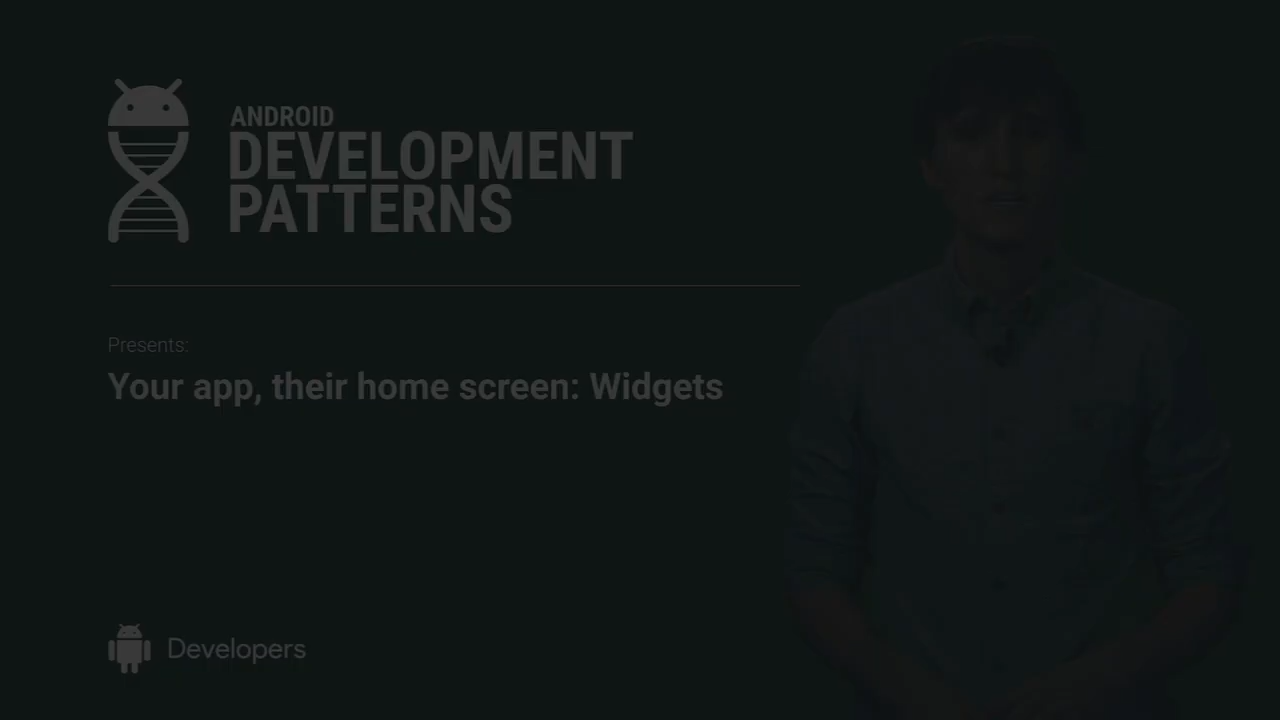 ANDROID
DEVELOPMENT
PATTERNS
Presents:
Your app, their home screen: Widgets
Developers